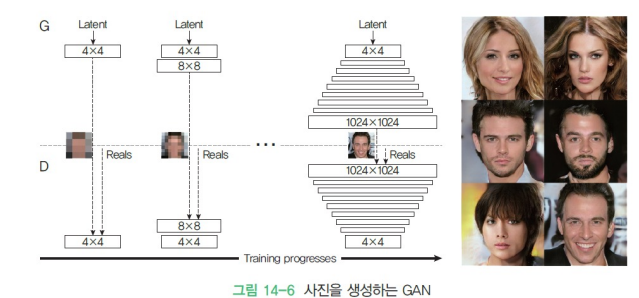 G
Latent
Latent
Latent
4×4
4×4
4×4
8×8
1024×1024
Reals
Reals
...
Reals
D
1024×1024
8×8
4×4
4×4
4×4
Training progresses
그림 14-6 사진을 생성하는 GAN